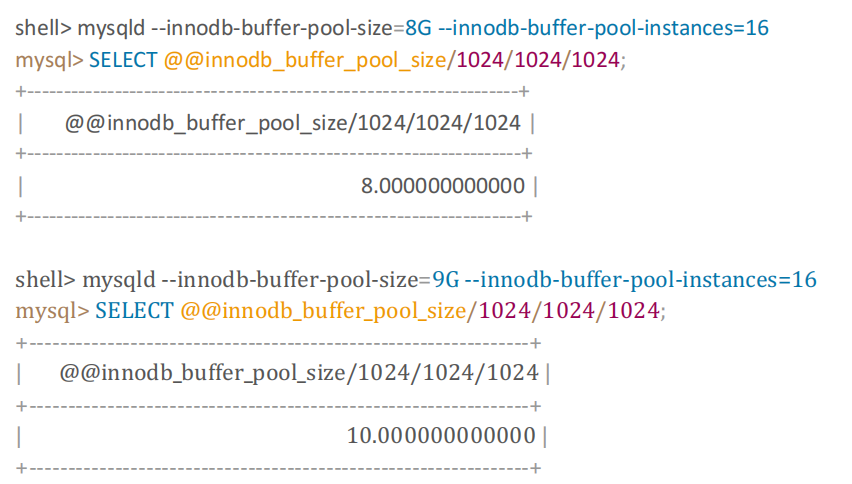 shell> mysqld --innodb-buffer-pool-size=8G --innodb-buffer-pool-instances=16
mysql> SELECT @@innodb_buffer_pool_size/1024/1024/1024;
+------------------------------------------------------------------+
| @@innodb_buffer_pool_size/1024/1024/1024 |
+------------------------------------------------------------------+
| 8.000000000000 |
+------------------------------------------------------------------+
shell> mysqld --innodb-buffer-pool-size=9G --innodb-buffer-pool-instances=16
mysql> SELECT @@innodb_buffer_pool_size/1024/1024/1024;
+------------------------------------------------------------------+
| @@innodb_buffer_pool_size/1024/1024/1024 |
+------------------------------------------------------------------+
| 10.000000000000 |
+------------------------------------------------------------------+